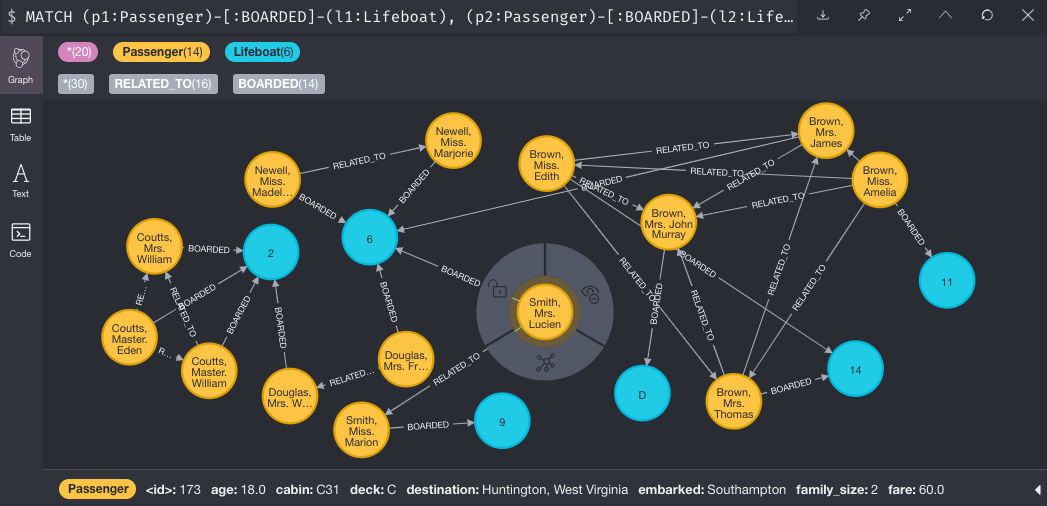 $ MATCH (p1:Passenger)-[:BOARDED]-(l1:Lifeboat), (p2:Passenger)-[:BOARDED]-(l2:Life…
Graph
Table
Text
Code
*(20) Passenger(14) Lifeboat(6)
*(30) RELATED_TO(16) BOARDED(14)
Newell,
Miss.
Marjorie
Newell,
Miss.
Madel…
Brown,
Miss.
Edith
Brown,
Mrs.
James
Brown,
Miss.
Amelia
Brown,
Mrs. John
Murray
Coutts,
Mrs.
William
2
6
11
Smith,
Mrs.
Lucien
Coutts,
Master.
Eden
Coutts,
Master.
William
Douglas,
Mrs. Fr…
Douglas,
Mrs. W…
Smith,
Miss.
Marion
9
D
Brown,
Mrs.
Thomas
14
RELATED_TO
BOARDED
BOARDED
BOARDED
RE…
BOARDED
RELATED_TO
R…
BOARDED
BOARDED
BOARDED
RELATED…
BOARDED
RELATED_TO
BOARDED
RELATED_TO
RELATED_TO
BOARDED
RELATED_TO
RELATED_TO
RELATED_TO
BOARDED
RELATED_TO
BOARDED
BOARDED
RELATED_TO
RELATED_TO
RELATED_TO
BOARDED
Passenger <id>: 173 age: 18.0 cabin: C31 deck: C destination: Huntington, West Virginia embarked: Southampton family_size: 2 fare: 60.0